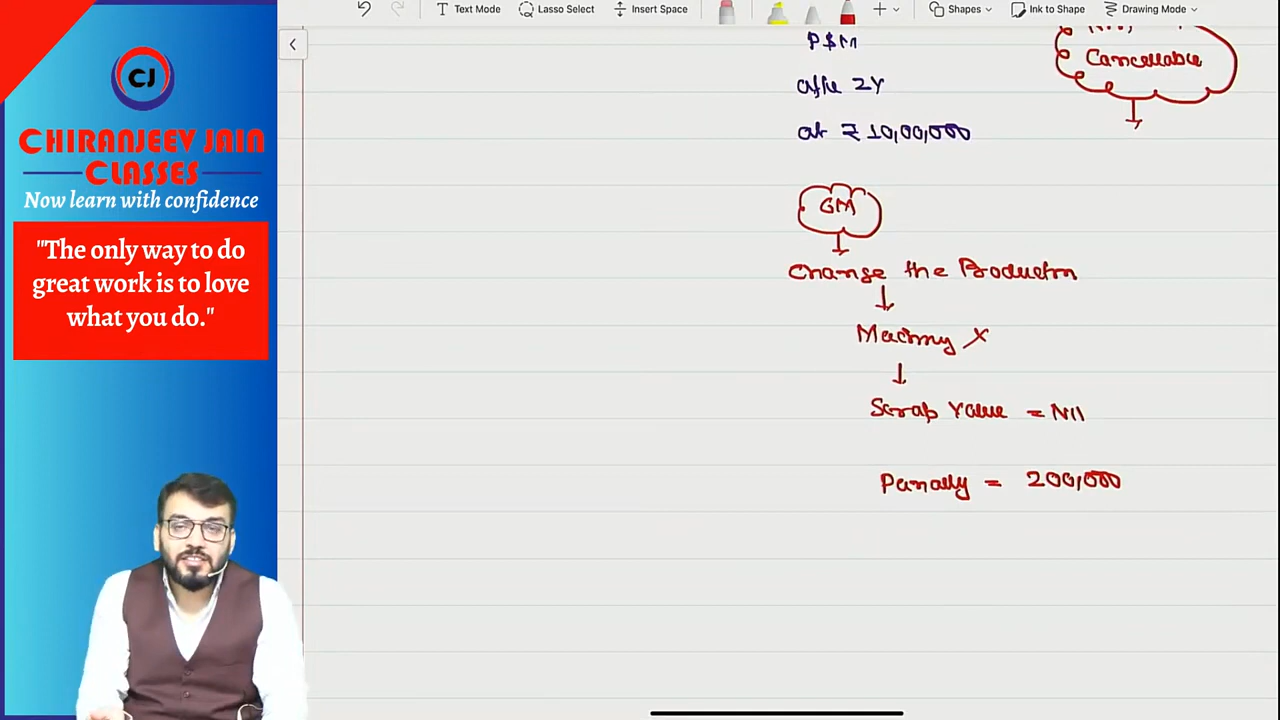 Text Mode
Lasso Select
Insert Space
Shapes
Ink to Shape
Drawing Mode
CJ
CHIRANJEEV JAIN
CLASSES
Now learn with confidence
"The only way to do
great work is to love
what you do."
P&M
after 2Y
at ₹ 10,00,000
Cancellable
GM
Change the Production
Machinery X
Scrap Value = Nil
Penalty = 200,000